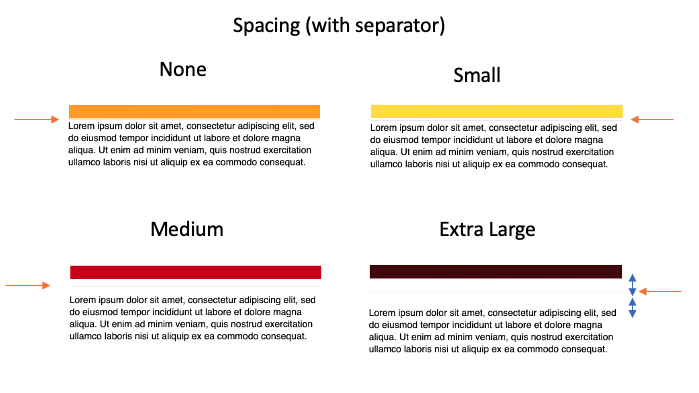 Spacing (with separator)
None
Lorem ipsum dolor sit amet, consectetur adipiscing elit, sed
do eiusmod tempor incididunt ut labore et dolore magna
aliqua. Ut enim ad minim veniam, quis nostrud exercitation
ullamco laboris nisi ut aliquip ex ea commodo consequat.
Small
Lorem ipsum dolor sit amet, consectetur adipiscing elit, sed
do eiusmod tempor incididunt ut labore et dolore magna
aliqua. Ut enim ad minim veniam, quis nostrud exercitation
ullamco laboris nisi ut aliquip ex ea commodo consequat.
Medium
Lorem ipsum dolor sit amet, consectetur adipiscing elit, sed
do eiusmod tempor incididunt ut labore et dolore magna
aliqua. Ut enim ad minim veniam, quis nostrud exercitation
ullamco laboris nisi ut aliquip ex ea commodo consequat.
Extra Large
Lorem ipsum dolor sit amet, consectetur adipiscing elit, sed
do eiusmod tempor incididunt ut labore et dolore magna
aliqua. Ut enim ad minim veniam, quis nostrud exercitation
ullamco laboris nisi ut aliquip ex ea commodo consequat.